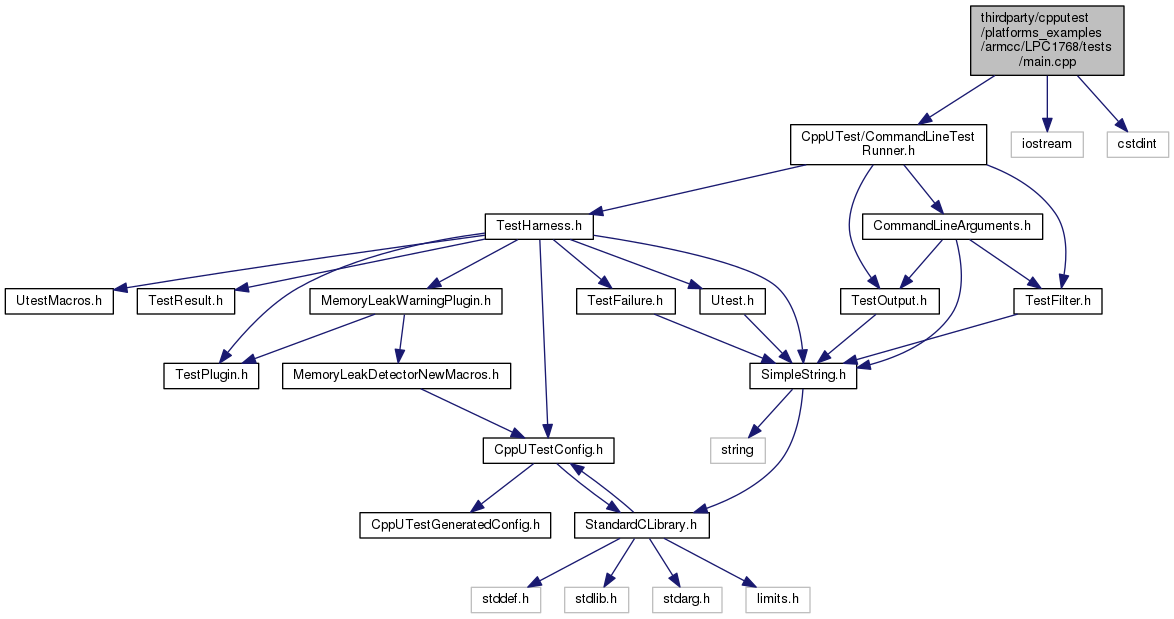 thirdparty/cpputest
/platforms_examples
/armcc/LPC1768/tests
/main.cpp
CppUTest/CommandLineTest
Runner.h
iostream
cstdint
TestHarness.h
CommandLineArguments.h
UtestMacros.h
TestResult.h
MemoryLeakWarningPlugin.h
TestFailure.h
Utest.h
TestOutput.h
TestFilter.h
TestPlugin.h
MemoryLeakDetectorNewMacros.h
SimpleString.h
CppUTestConfig.h
string
CppUTestGeneratedConfig.h
StandardCLibrary.h
stddef.h
stdlib.h
stdarg.h
limits.h